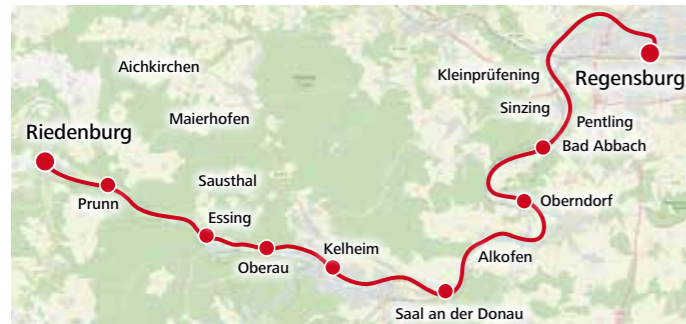 Aichkirchen
Kleinprüfening
Regensburg
Sinzing
Maierhofen
Pentling
Riedenburg
Bad Abbach
Sausthal
Prunn
Oberndorf
Essing
Kelheim
Alkofen
Oberau
Saal an der Donau